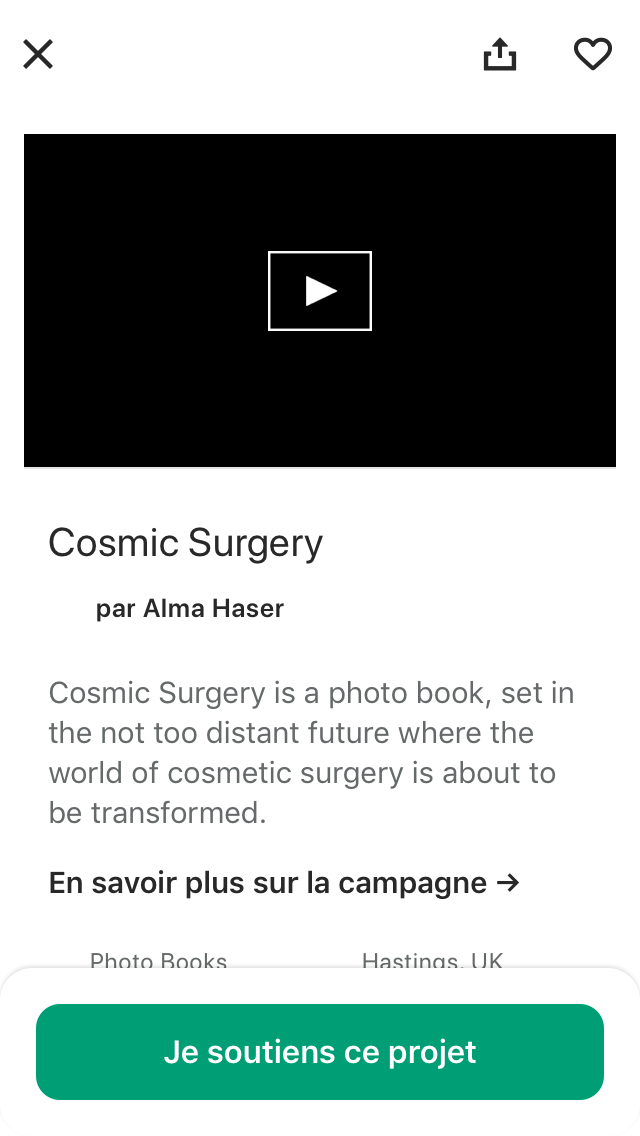 Cosmic Surgery
par Alma Haser
Cosmic Surgery is a photo book, set in
the not too distant future where the
world of cosmetic surgery is about to
be transformed.
En savoir plus sur la campagne →
Photo Books
Hastings, UK
Je soutiens ce projet